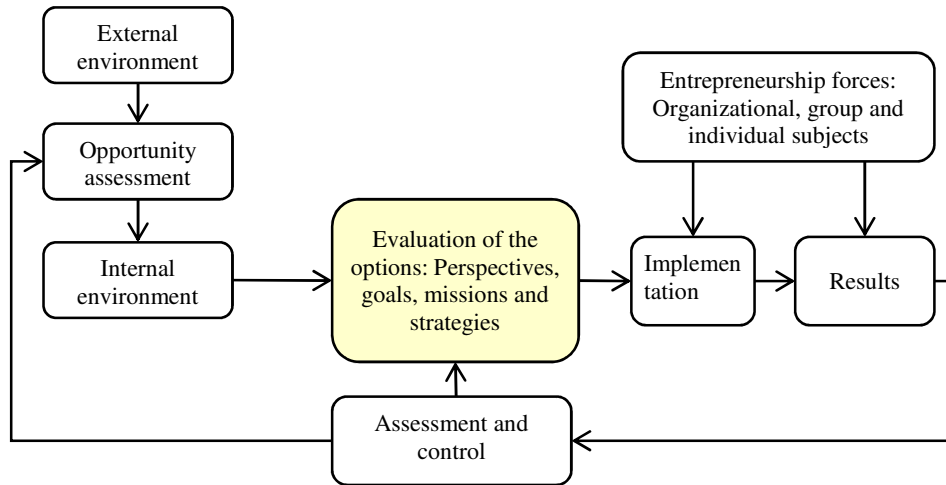 External
environment
Opportunity
assessment
Internal
environment
Evaluation of the
options: Perspectives,
goals, missions and
strategies
Entrepreneurship forces:
Organizational, group and
individual subjects
Implemen
tation
Results
Assessment and
control